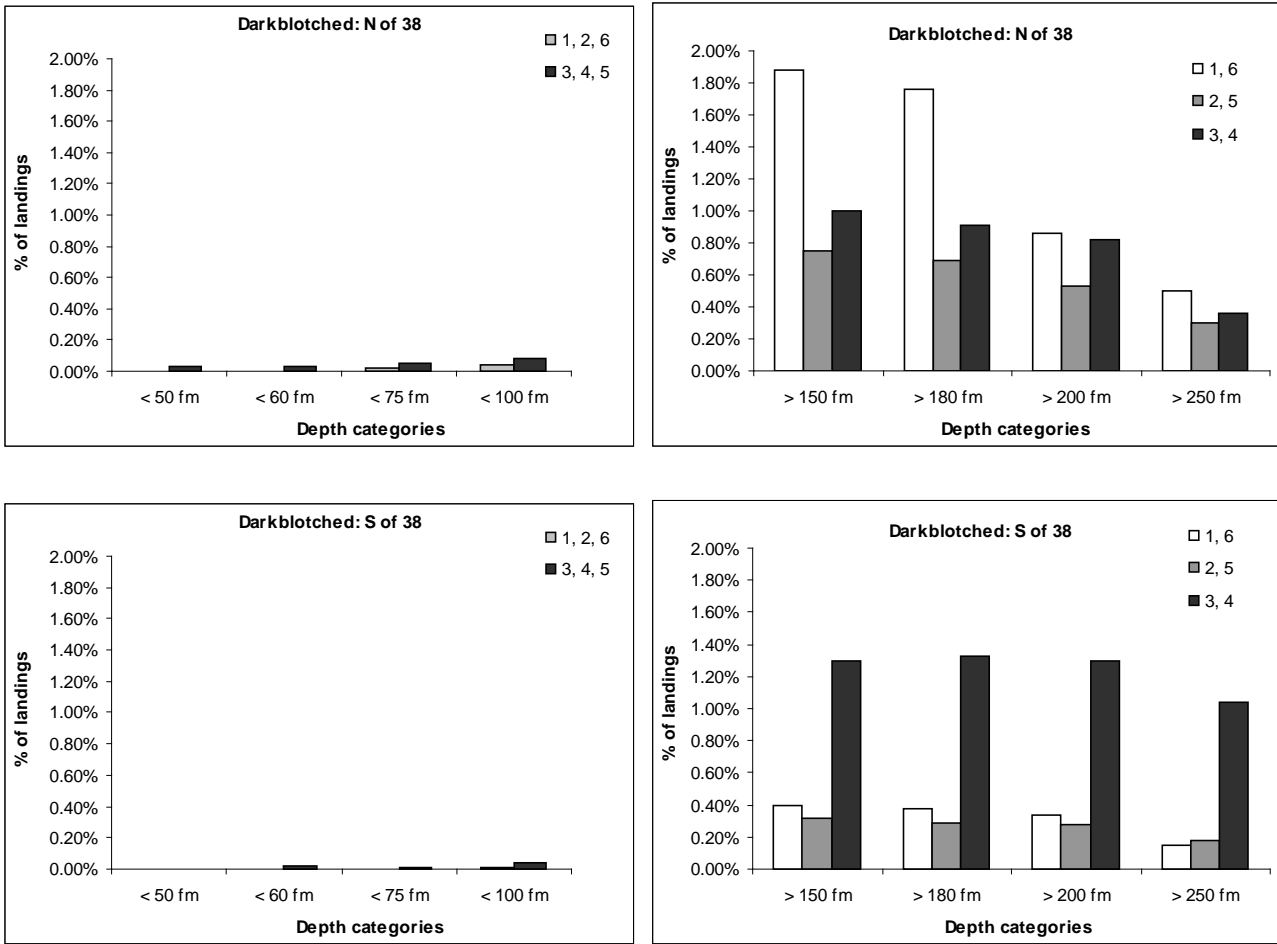 Darkblotched: N of 38
1, 2, 6
3, 4, 5
% of landings
2.00%
1.80%
1.60%
1.40%
1.20%
1.00%
0.80%
0.60%
0.40%
0.20%
0.00%
< 50 fm < 60 fm < 75 fm < 100 fm
Depth categories
Darkblotched: N of 38
1, 6
2, 5
3, 4
% of landings
2.00%
1.80%
1.60%
1.40%
1.20%
1.00%
0.80%
0.60%
0.40%
0.20%
0.00%
> 150 fm > 180 fm > 200 fm > 250 fm
Depth categories
Darkblotched: S of 38
1, 2, 6
3, 4, 5
% of landings
2.00%
1.80%
1.60%
1.40%
1.20%
1.00%
0.80%
0.60%
0.40%
0.20%
0.00%
< 50 fm < 60 fm < 75 fm < 100 fm
Depth categories
Darkblotched: S of 38
1, 6
2, 5
3, 4
% of landings
2.00%
1.80%
1.60%
1.40%
1.20%
1.00%
0.80%
0.60%
0.40%
0.20%
0.00%
> 150 fm > 180 fm > 200 fm > 250 fm
Depth categories